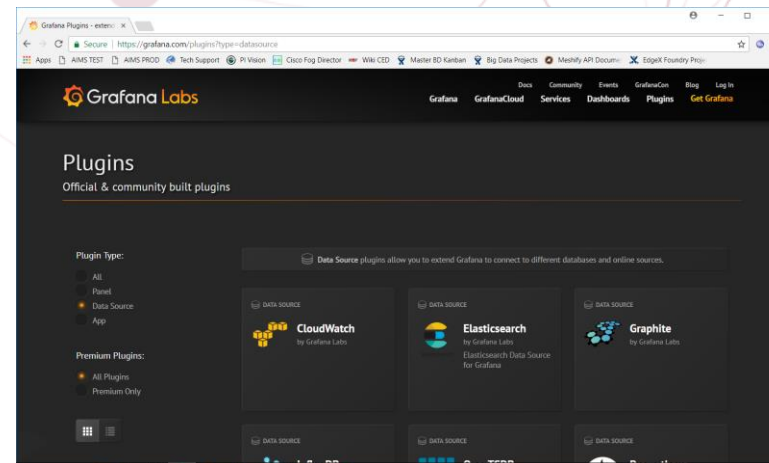 Grafana Plugins - extens
Secure | https://grafana.com/plugins?type=datasource
Apps AIMS TEST AIMS PROD Tech Support PI Vision Cisco Fog Director Wiki CED Master BD Kanban Big Data Projects Meshify API Docume EdgeX Foundry Proje
Grafana Labs
Docs Community Events GrafanaCon Blog Log In
Grafana GrafanaCloud Services Dashboards Plugins Get Grafana
Plugins
Official & community built plugins
Plugin Type:
All
Panel
Data Source
App
Premium Plugins:
All Plugins
Premium Only
Data Source plugins allow you to extend Grafana to connect to different databases and online sources.
DATA SOURCE
CloudWatch
by Grafana Labs
DATA SOURCE
Elasticsearch
by Grafana Labs
Elasticsearch Data Source
for Grafana
DATA SOURCE
Graphite
by Grafana Labs
DATA SOURCE
DATA SOURCE
DATA SOURCE